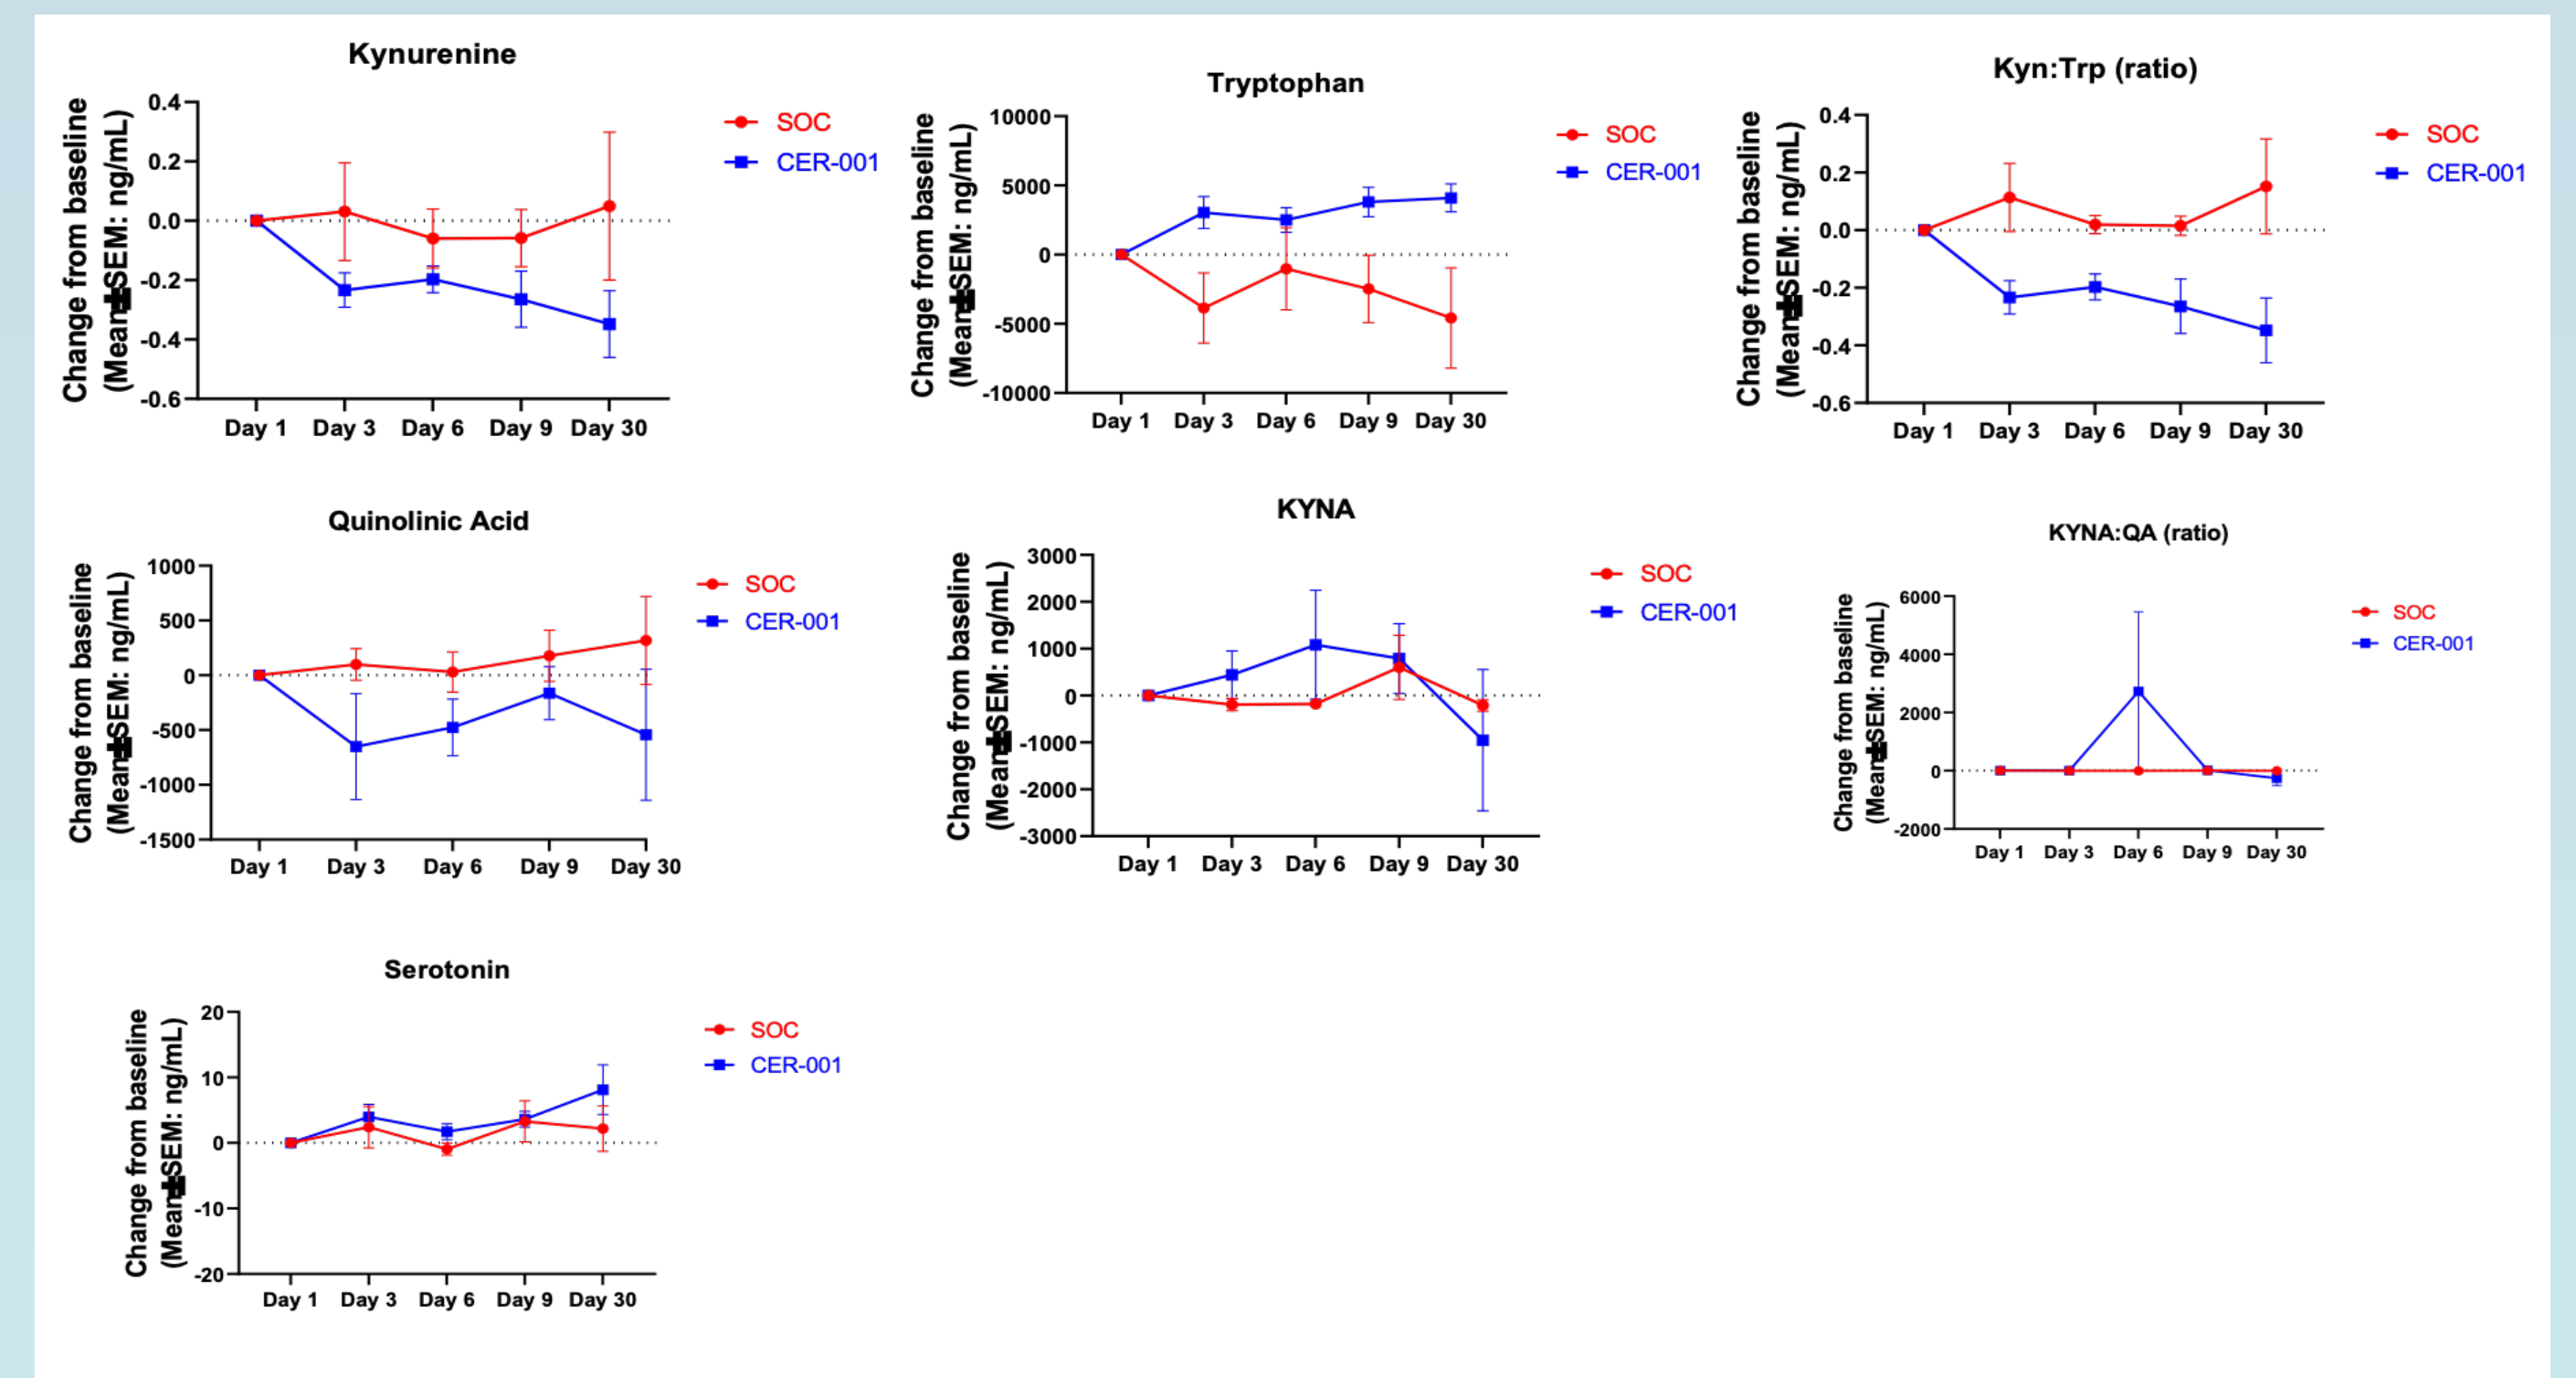 Kynurenine
Change from baseline
(Mean±SEM: ng/mL)
0.4
0.2
0.0
-0.2
-0.4
-0.6
Day 1 Day 3 Day 6 Day 9 Day 30
SOC
CER-001
Tryptophan
Change from baseline
(Mean±SEM: ng/mL)
10000
5000
0
-5000
-10000
Day 1 Day 3 Day 6 Day 9 Day 30
SOC
CER-001
Kyn:Trp (ratio)
Change from baseline
(Mean±SEM: ng/mL)
0.4
0.2
0.0
-0.2
-0.4
-0.6
Day 1 Day 3 Day 6 Day 9 Day 30
SOC
CER-001
Quinolinic Acid
Change from baseline
(Mean±SEM: ng/mL)
1000
500
0
-500
-1000
-1500
Day 1 Day 3 Day 6 Day 9 Day 30
SOC
CER-001
KYNA
Change from baseline
(Mean±SEM: ng/mL)
3000
2000
1000
0
-1000
-2000
-3000
Day 1 Day 3 Day 6 Day 9 Day 30
SOC
CER-001
KYNA:QA (ratio)
Change from baseline
(Mean±SEM: ng/mL)
6000
4000
2000
0
-2000
Day 1 Day 3 Day 6 Day 9 Day 30
SOC
CER-001
Serotonin
Change from baseline
(Mean±SEM: ng/mL)
20
10
0
-10
-20
Day 1 Day 3 Day 6 Day 9 Day 30
SOC
CER-001